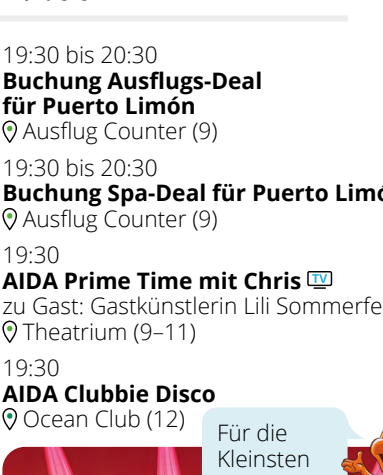 19:30 bis 20:30
Buchung Ausflugs-Deal
für Puerto Limón
Ausflug Counter (9)
19:30 bis 20:30
Buchung Spa-Deal für Puerto
Ausflug Counter (9)
19:30
AIDA Prime Time mit Chris TV
zu Gast: Gastkünstlerin Lili
Theatrium (9–11)
19:30
AIDA Clubbie Disco
Ocean Club (12)
Für die
Kleinsten